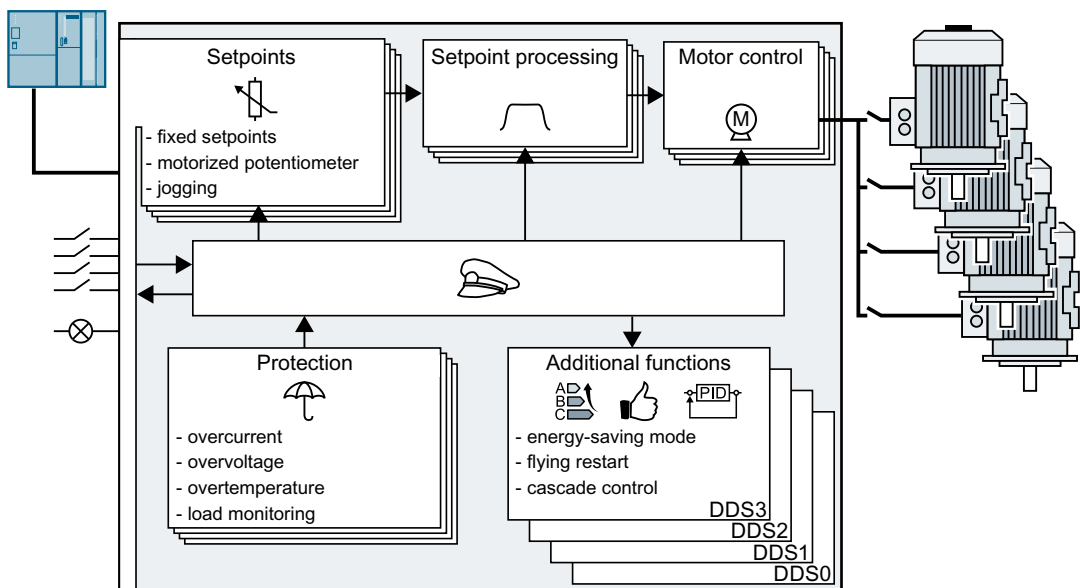 Setpoints
- fixed setpoints
- motorized potentiometer
- jogging
Setpoint processing
Motor control
M
Protection
- overcurrent
- overvoltage
- overtemperature
- load monitoring
Additional functions
A
B
C
PID
- energy-saving mode
- flying restart
- cascade control
DDS3
DDS2
DDS1
DDS0